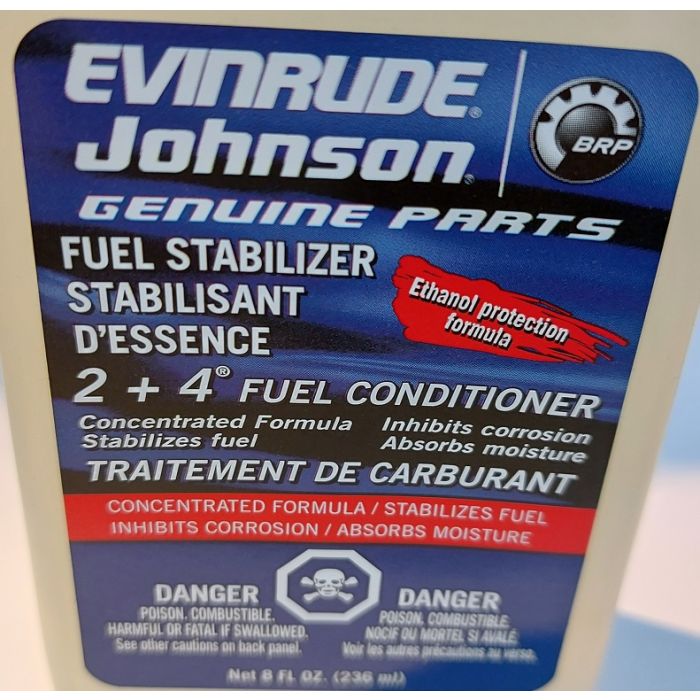 EVINRUDE®
Johnson®
BRP
GENUINE PARTS
FUEL STABILIZER
STABILISANT
D'ESSENCE
Ethanol protection
formula
2 + 4® FUEL CONDITIONER
Concentrated Formula Inhibits corrosion
Stabilizes fuel Absorbs moisture
TRAITEMENT DE CARBURANT
CONCENTRATED FORMULA / STABILIZES FUEL
INHIBITS CORROSION / ABSORBS MOISTURE
DANGER
POISON. COMBUSTIBLE.
HARMFUL OR FATAL IF SWALLOWED.
See other cautions on back panel.
DANGER
POISON, COMBUSTIBLE.
NOCIF OU MORTEL SI AVALÉ.
Voir les autres précautions au verso.
Net 8 FL OZ. (236 ml)